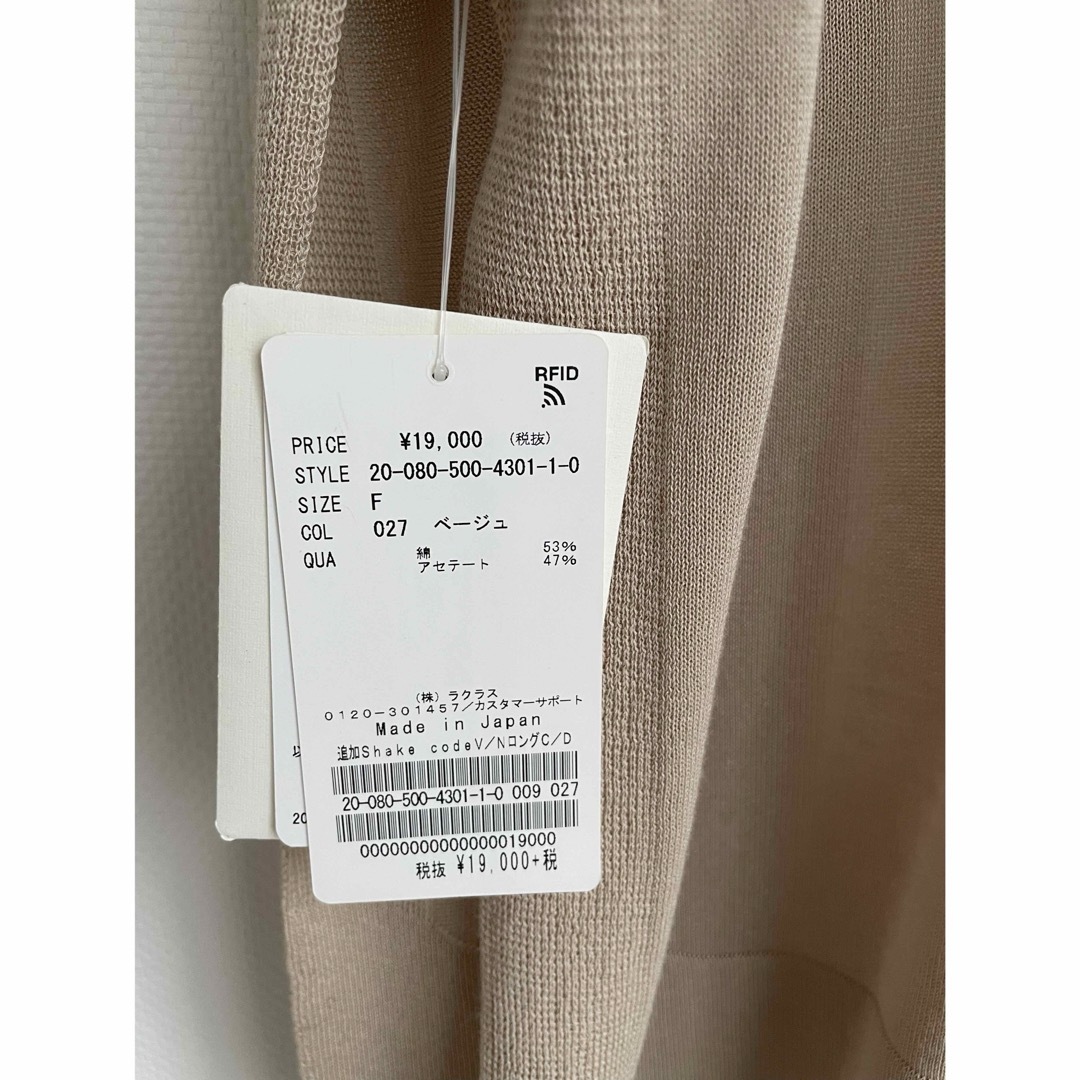 RFID
PRICE ¥19,000 (税抜)
STYLE 20-080-500-4301-1-0
SIZE F
COL 027 ベージュ
QUA 綿 53%
アセテート 47%
(株) ラクラス
0120-301457/カスタマーサポート
Made in Japan
追加Shake codeV/NロングC/D
20-080-500-4301-1-0 009 027
00000000000000019000
税抜 ¥19,000+税
以
20